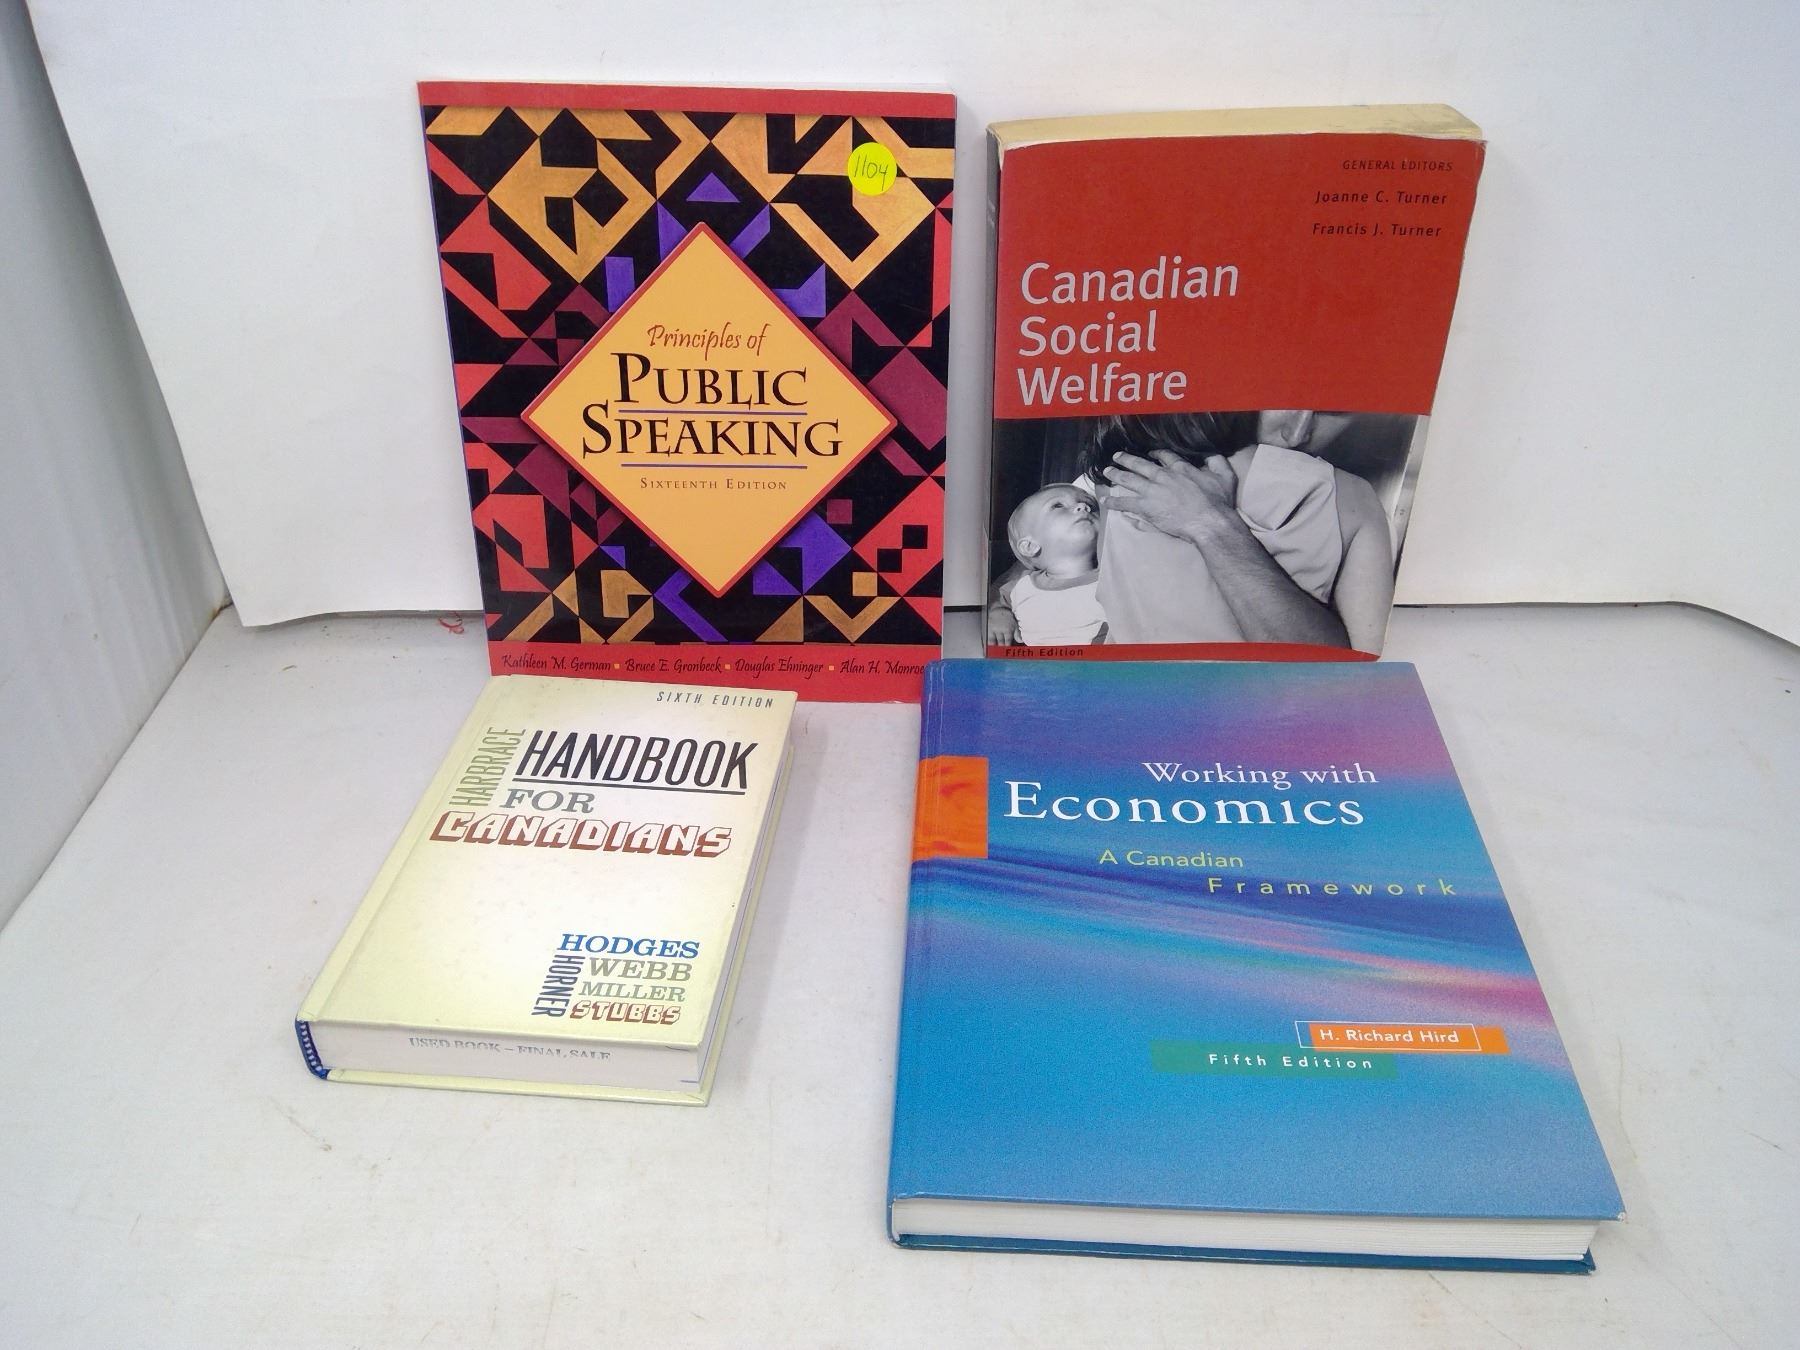 1104
Principles of
PUBLIC
SPEAKING
SIXTEENTH EDITION
Kathleen M. German ▪ Bruce E. Gronbeck ▪ Douglas Ehninger ▪ Alan H. Monroe
GENERAL EDITORS
Joanne C. Turner
Francis J. Turner
Canadian
Social
Welfare
Fifth Edition
SIXTH EDITION
HARBRACE
HANDBOOK
FOR
CANADIANS
HODGES
HORNER
WEBB
MILLER
STUBBS
USED BOOK – FINAL SALE
Working with
Economics
A Canadian
Framework
H. Richard Hird
Fifth Edition